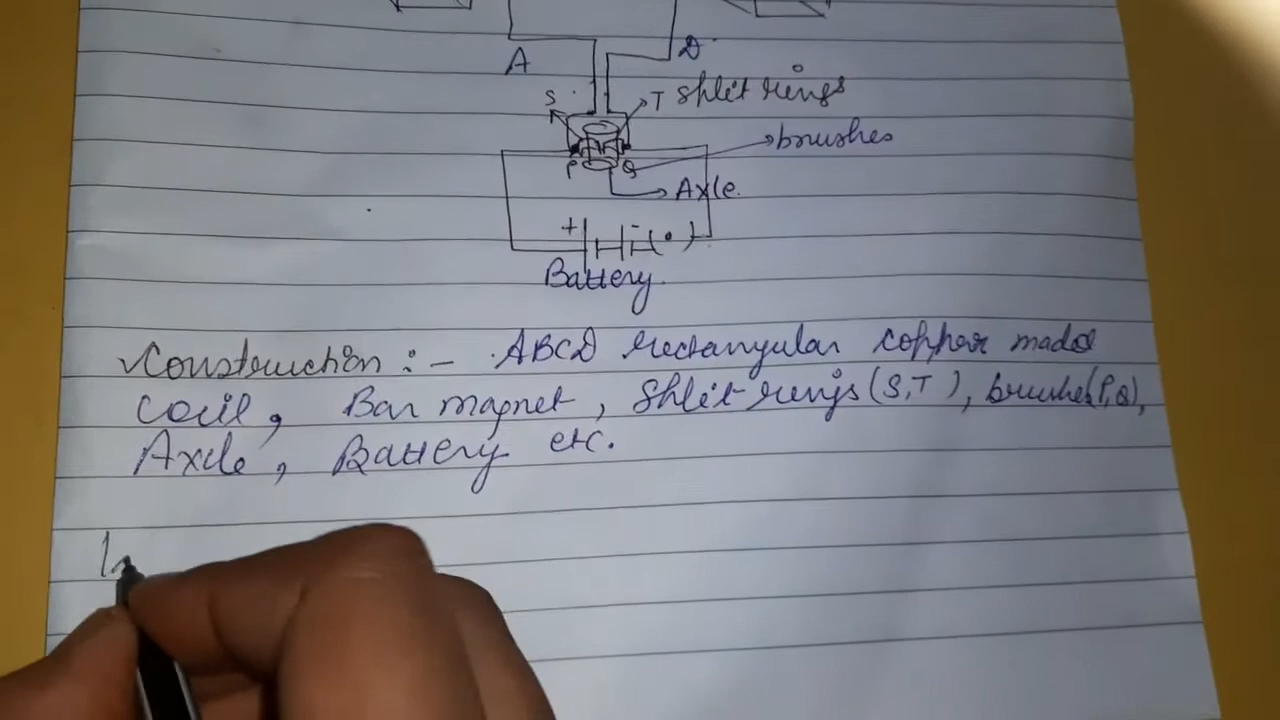 A D
S T Split rings
brushes
P Q
Axle.
+ - (•)
Battery
Construction :- ABCD rectangular copper made
coil, Bar magnet, Split rings (S,T), brushes(P,Q),
Axle, Battery etc.